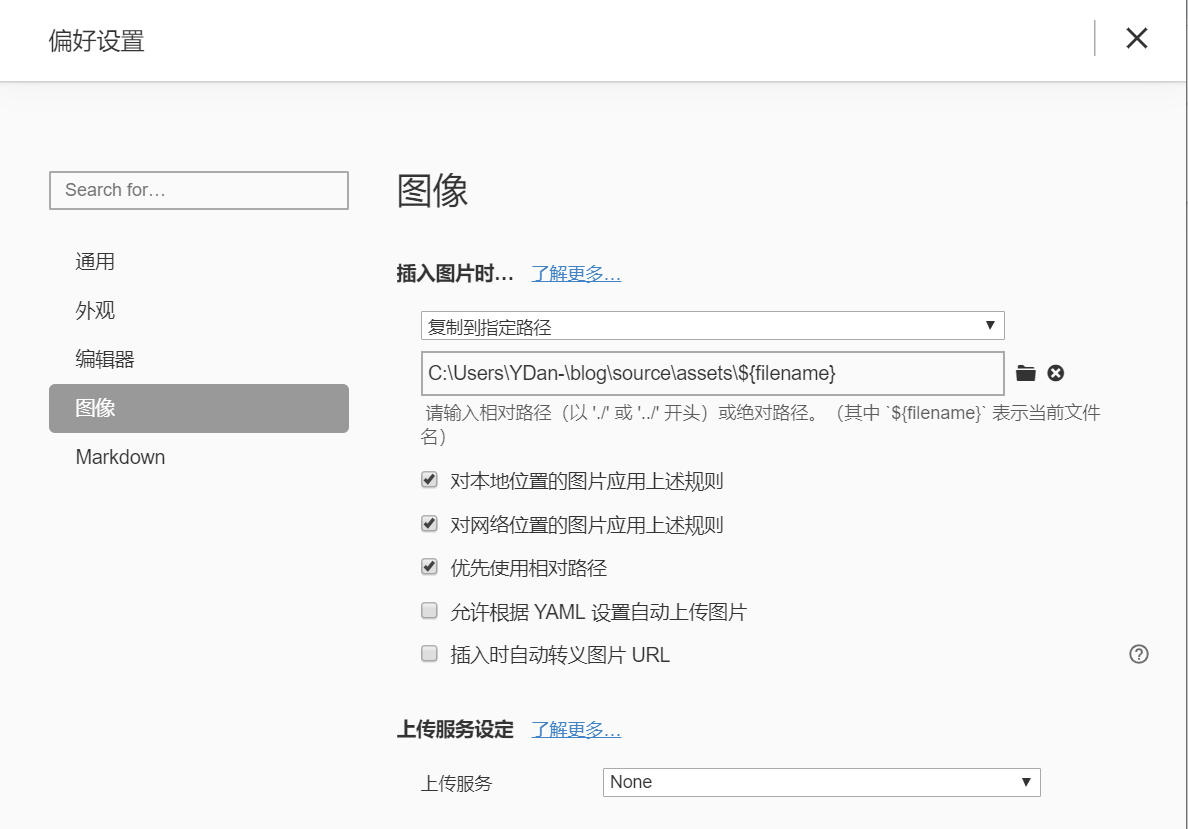 偏好设置
Search for…
通用
外观
编辑器
图像
Markdown
图像
插入图片时… 了解更多…
复制到指定路径
C:\Users\YDan-\blog\source\assets\${filename}
请输入相对路径（以 './' 或 '../' 开头）或绝对路径。（其中 `${filename}` 表示当前文件
名）
对本地位置的图片应用上述规则
对网络位置的图片应用上述规则
优先使用相对路径
允许根据 YAML 设置自动上传图片
插入时自动转义图片 URL
上传服务设定 了解更多…
上传服务 None